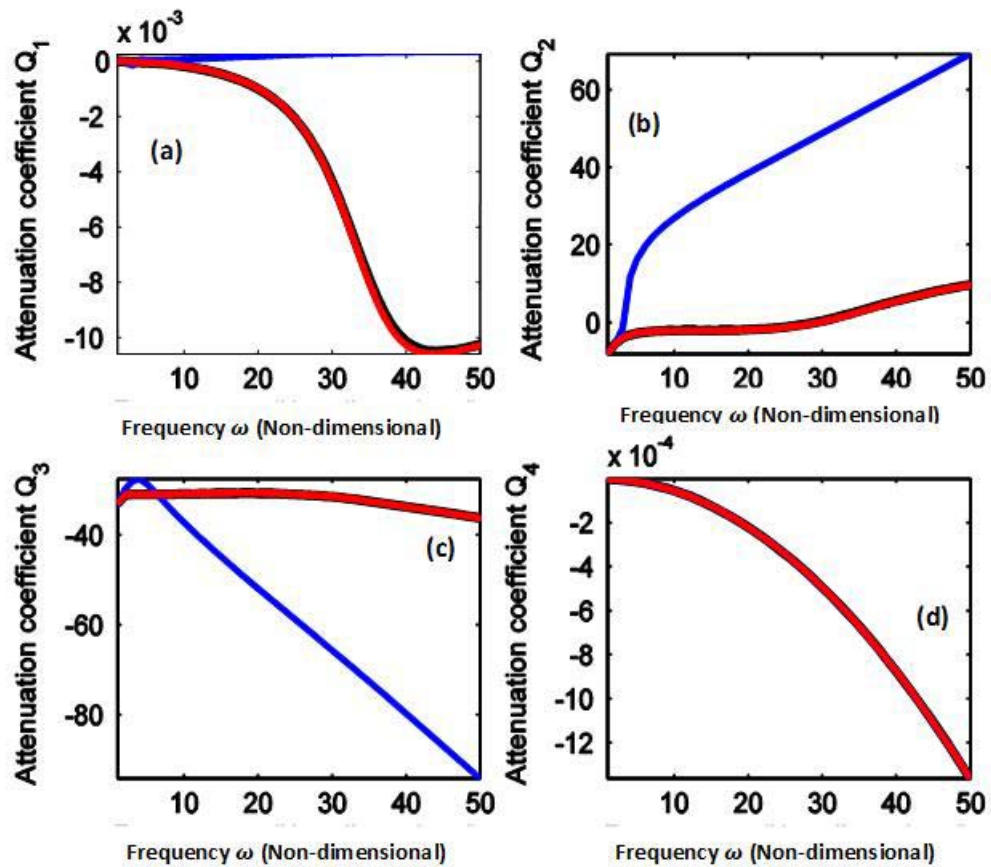 x 10⁻³
Attenuation coefficient Q₁
0
-2
-4
-6
-8
-10
(a)
10 20 30 40 50
Frequency ω (Non-dimensional)
Attenuation coefficient Q₂
60
40
20
0
(b)
10 20 30 40 50
Frequency ω (Non-dimensional)
Attenuation coefficient Q₃
-40
-60
-80
(c)
10 20 30 40 50
Frequency ω (Non-dimensional)
x 10⁻⁴
Attenuation coefficient Q₄
-2
-4
-6
-8
-10
-12
(d)
10 20 30 40 50
Frequency ω (Non-dimensional)